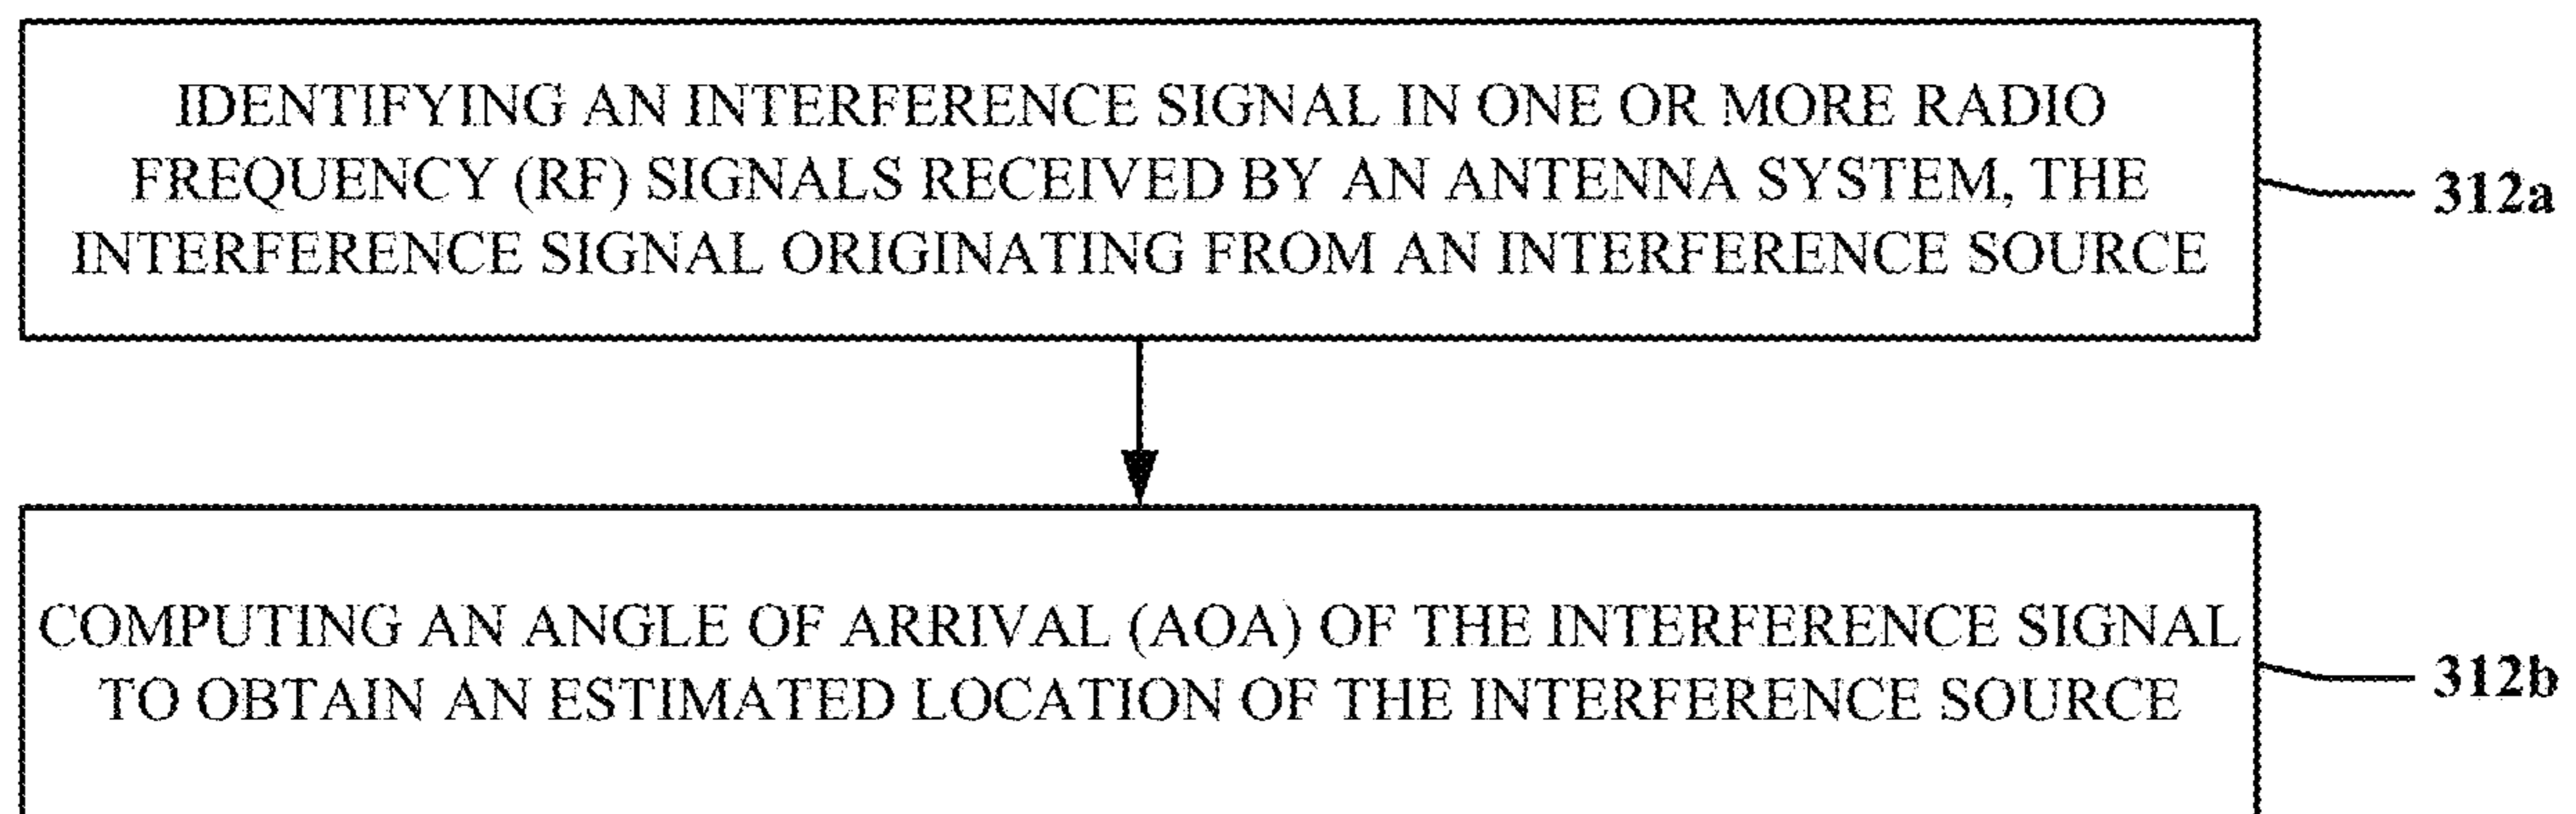 IDENTIFYING AN INTERFERENCE SIGNAL IN ONE OR MORE RADIO
FREQUENCY (RF) SIGNALS RECEIVED BY AN ANTENNA SYSTEM, THE
INTERFERENCE SIGNAL ORIGINATING FROM AN INTERFERENCE SOURCE
312a
COMPUTING AN ANGLE OF ARRIVAL (AOA) OF THE INTERFERENCE SIGNAL
TO OBTAIN AN ESTIMATED LOCATION OF THE INTERFERENCE SOURCE
312b